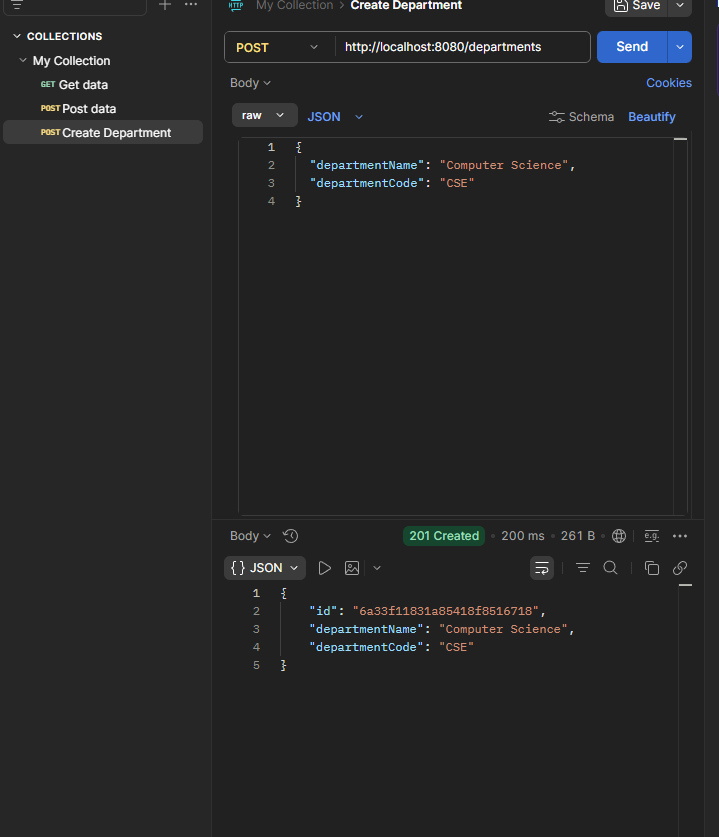 HTTP My Collection > Create Department Save
COLLECTIONS
My Collection
GET Get data
POST Post data
POST Create Department
POST http://localhost:8080/departments Send
Body Cookies
raw JSON Schema Beautify
1 {
2 "departmentName": "Computer Science",
3 "departmentCode": "CSE"
4 }
Body 201 Created • 200 ms • 261 B • e.g.
{} JSON
1 {
2 "id": "6a33f11831a85418f8516718",
3 "departmentName": "Computer Science",
4 "departmentCode": "CSE"
5 }